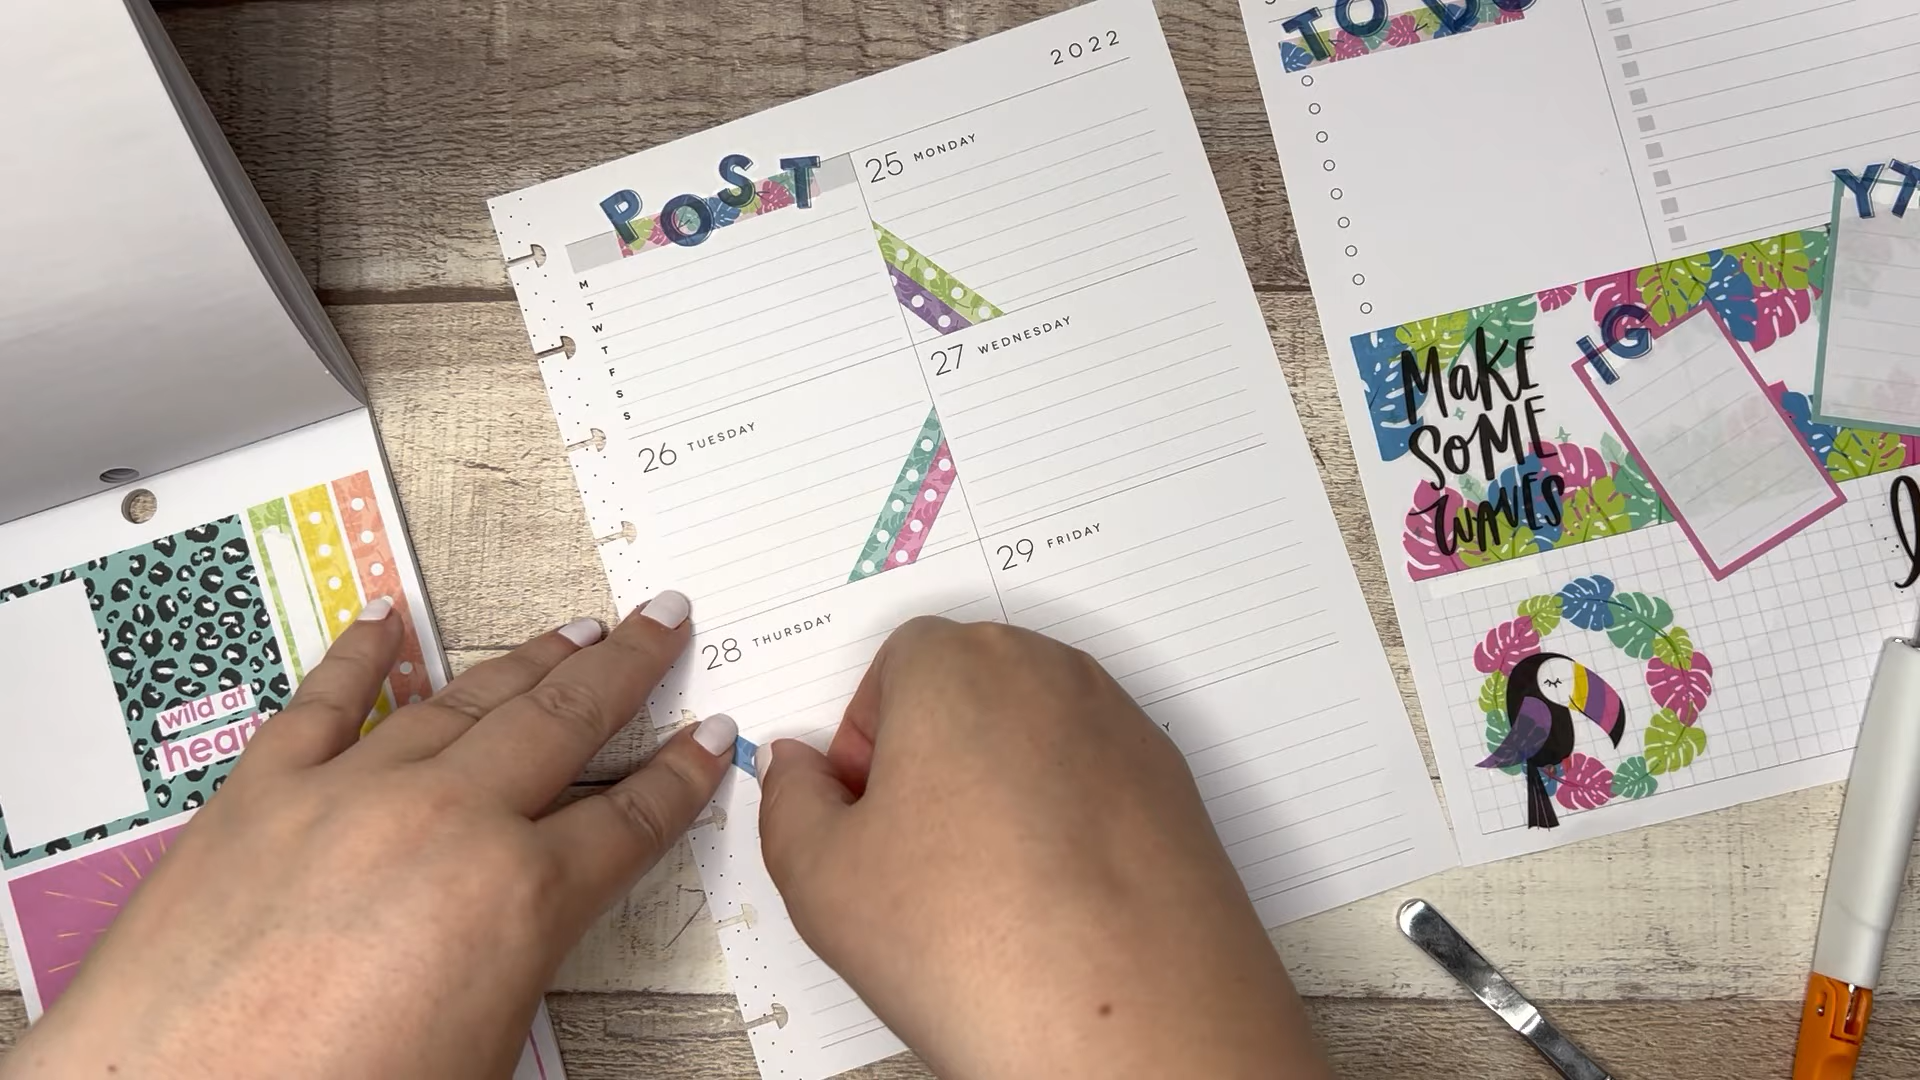 2022
POST
25 MONDAY
M
T
W
T
F
S
S
26 TUESDAY
27 WEDNESDAY
28 THURSDAY
29 FRIDAY
wild at
heart
TO DO
YT
IG
MAKE
SOME
WAVES